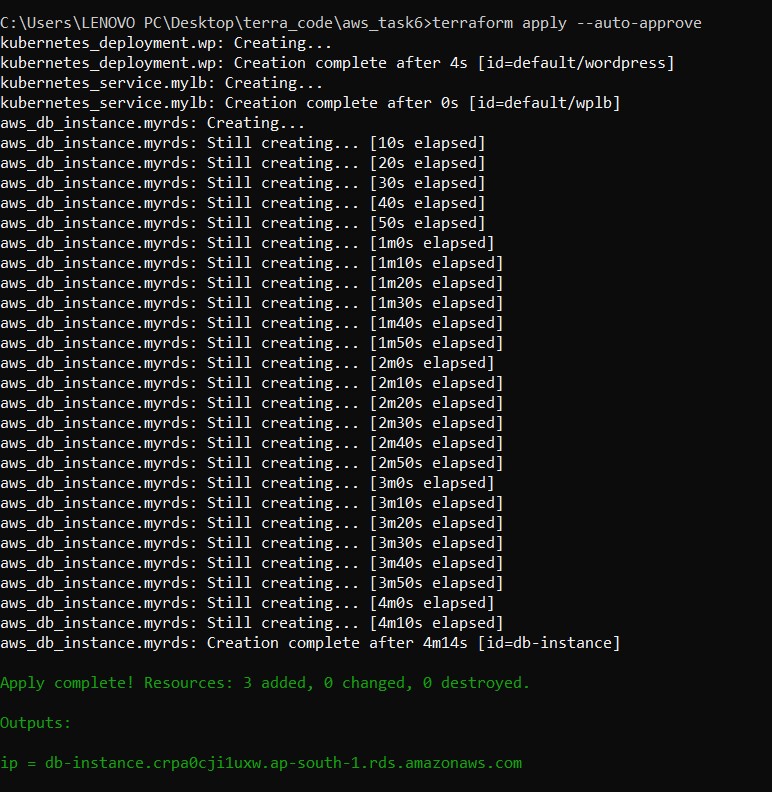 C:\Users\LENOVO PC\Desktop\terra_code\aws_task6>terraform apply --auto-approve
kubernetes_deployment.wp: Creating...
kubernetes_deployment.wp: Creation complete after 4s [id=default/wordpress]
kubernetes_service.mylb: Creating...
kubernetes_service.mylb: Creation complete after 0s [id=default/wplb]
aws_db_instance.myrds: Creating...
aws_db_instance.myrds: Still creating... [10s elapsed]
aws_db_instance.myrds: Still creating... [20s elapsed]
aws_db_instance.myrds: Still creating... [30s elapsed]
aws_db_instance.myrds: Still creating... [40s elapsed]
aws_db_instance.myrds: Still creating... [50s elapsed]
aws_db_instance.myrds: Still creating... [1m0s elapsed]
aws_db_instance.myrds: Still creating... [1m10s elapsed]
aws_db_instance.myrds: Still creating... [1m20s elapsed]
aws_db_instance.myrds: Still creating... [1m30s elapsed]
aws_db_instance.myrds: Still creating... [1m40s elapsed]
aws_db_instance.myrds: Still creating... [1m50s elapsed]
aws_db_instance.myrds: Still creating... [2m0s elapsed]
aws_db_instance.myrds: Still creating... [2m10s elapsed]
aws_db_instance.myrds: Still creating... [2m20s elapsed]
aws_db_instance.myrds: Still creating... [2m30s elapsed]
aws_db_instance.myrds: Still creating... [2m40s elapsed]
aws_db_instance.myrds: Still creating... [2m50s elapsed]
aws_db_instance.myrds: Still creating... [3m0s elapsed]
aws_db_instance.myrds: Still creating... [3m10s elapsed]
aws_db_instance.myrds: Still creating... [3m20s elapsed]
aws_db_instance.myrds: Still creating... [3m30s elapsed]
aws_db_instance.myrds: Still creating... [3m40s elapsed]
aws_db_instance.myrds: Still creating... [3m50s elapsed]
aws_db_instance.myrds: Still creating... [4m0s elapsed]
aws_db_instance.myrds: Still creating... [4m10s elapsed]
aws_db_instance.myrds: Creation complete after 4m14s [id=db-instance]
Apply complete! Resources: 3 added, 0 changed, 0 destroyed.
Outputs:
ip = db-instance.crpa0cji1uxw.ap-south-1.rds.amazonaws.com